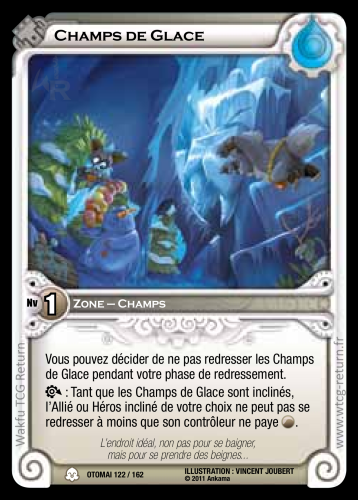 Champs de Glace
Nv 1 Zone – Champs
Vous pouvez décider de ne pas redresser les Champs
de Glace pendant votre phase de redressement.
: Tant que les Champs de Glace sont inclinés,
l'Allié ou Héros incliné de votre choix ne peut pas se
redresser à moins que son contrôleur ne paye .
L'endroit idéal, non pas pour se baigner,
mais pour se prendre des beignes...
OTOMAI 122 / 162
ILLUSTRATION : VINCENT JOUBERT
© 2011 Ankama
Wakfu TCG Return
www.wtcg-return.fr